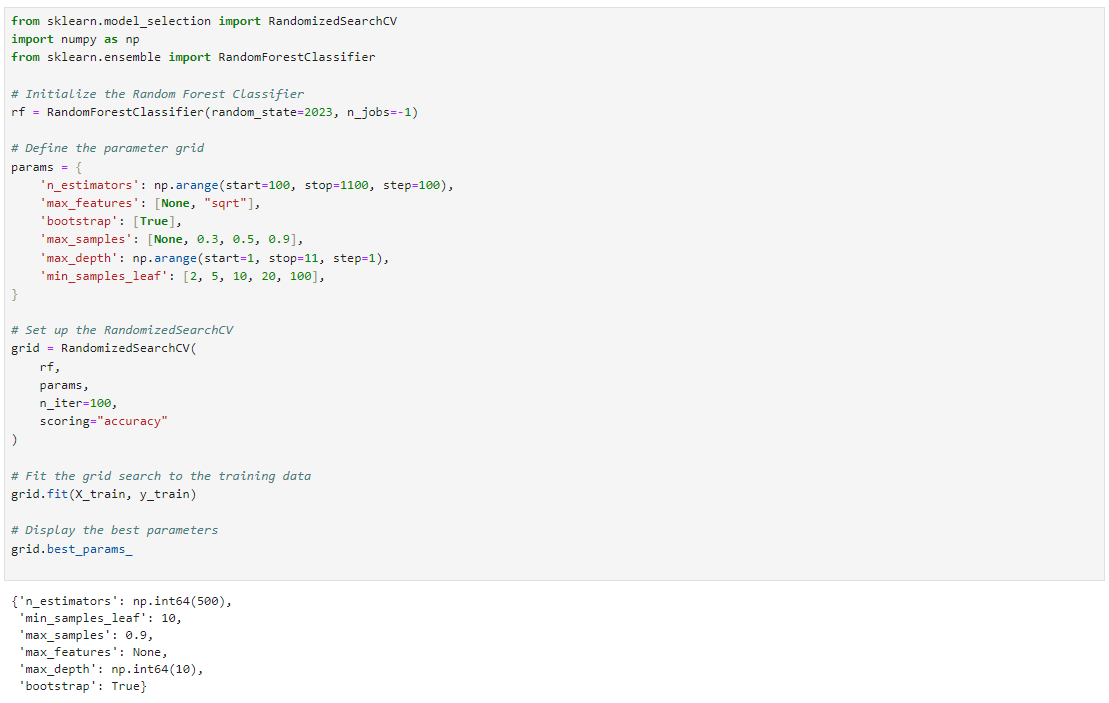 from sklearn.model_selection import RandomizedSearchCV
import numpy as np
from sklearn.ensemble import RandomForestClassifier

# Initialize the Random Forest Classifier
rf = RandomForestClassifier(random_state=2023, n_jobs=-1)

# Define the parameter grid
params = {
    'n_estimators': np.arange(start=100, stop=1100, step=100),
    'max_features': [None, "sqrt"],
    'bootstrap': [True],
    'max_samples': [None, 0.3, 0.5, 0.9],
    'max_depth': np.arange(start=1, stop=11, step=1),
    'min_samples_leaf': [2, 5, 10, 20, 100],
}

# Set up the RandomizedSearchCV
grid = RandomizedSearchCV(
    rf,
    params,
    n_iter=100,
    scoring="accuracy"
)

# Fit the grid search to the training data
grid.fit(X_train, y_train)

# Display the best parameters
grid.best_params_

{'n_estimators': np.int64(500),
 'min_samples_leaf': 10,
 'max_samples': 0.9,
 'max_features': None,
 'max_depth': np.int64(10),
 'bootstrap': True}